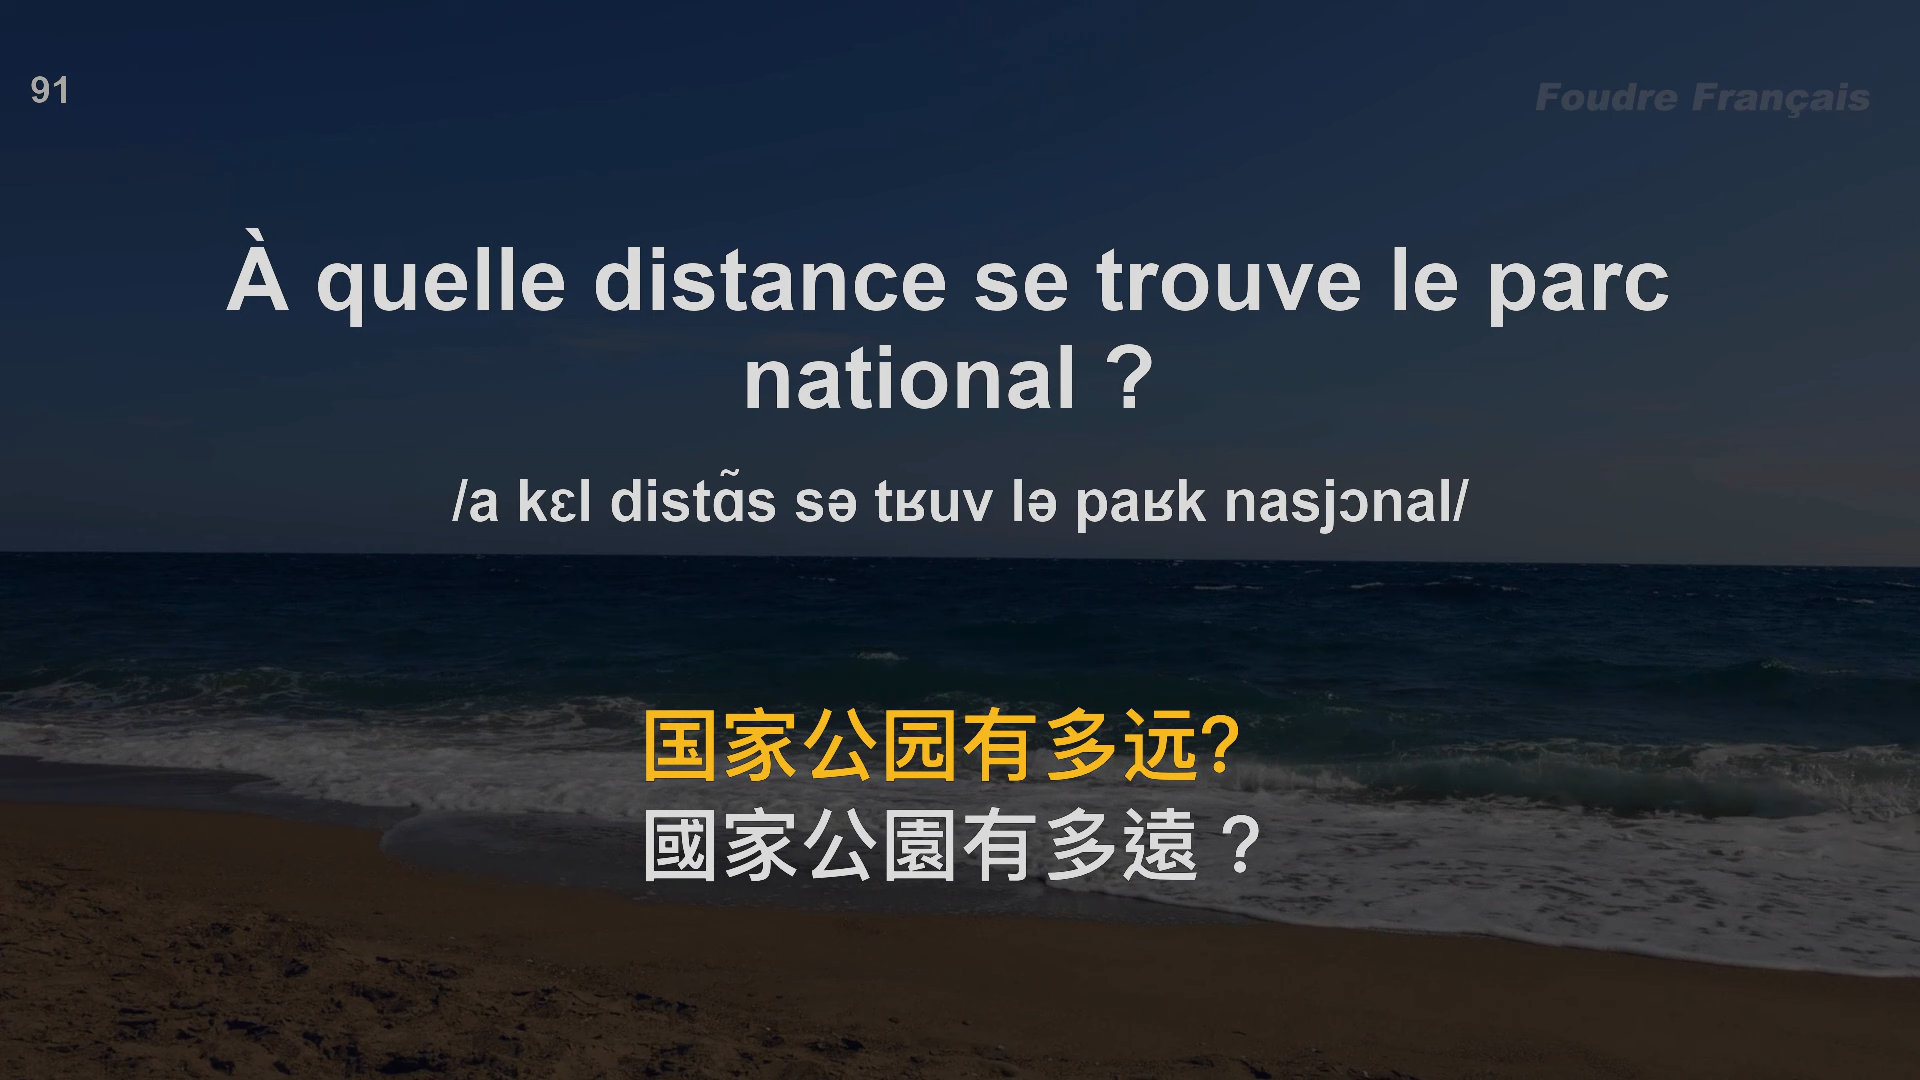 91
Foudre Français
À quelle distance se trouve le parc
national ?
/a kɛl distɑ̃s sə tʁuv lə paʁk nasjɔnal/
国家公园有多远?
國家公園有多遠？